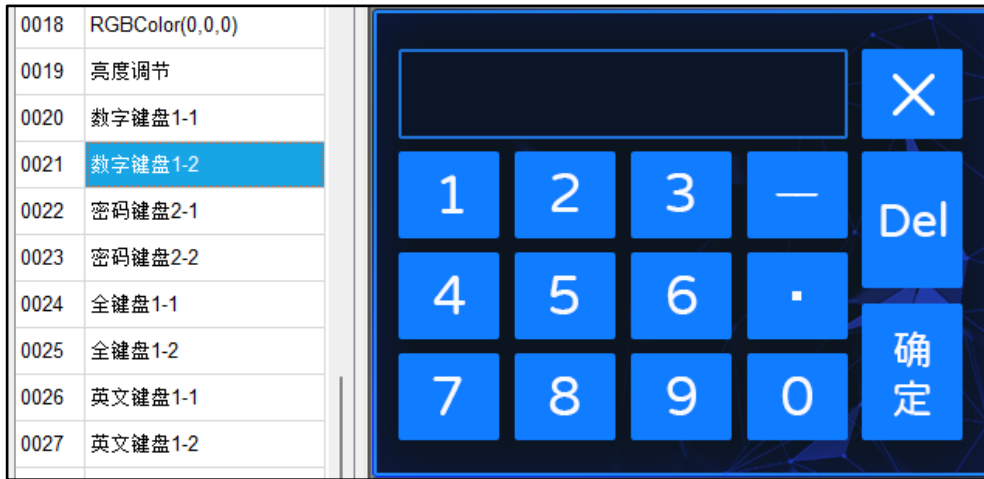 0018 RGBColor(0,0,0)
0019 亮度调节
0020 数字键盘1-1
0021 数字键盘1-2
0022 密码键盘2-1
0023 密码键盘2-2
0024 全键盘1-1
0025 全键盘1-2
0026 英文键盘1-1
0027 英文键盘1-2
×
1 2 3 — Del
4 5 6 .
7 8 9 0 确
定